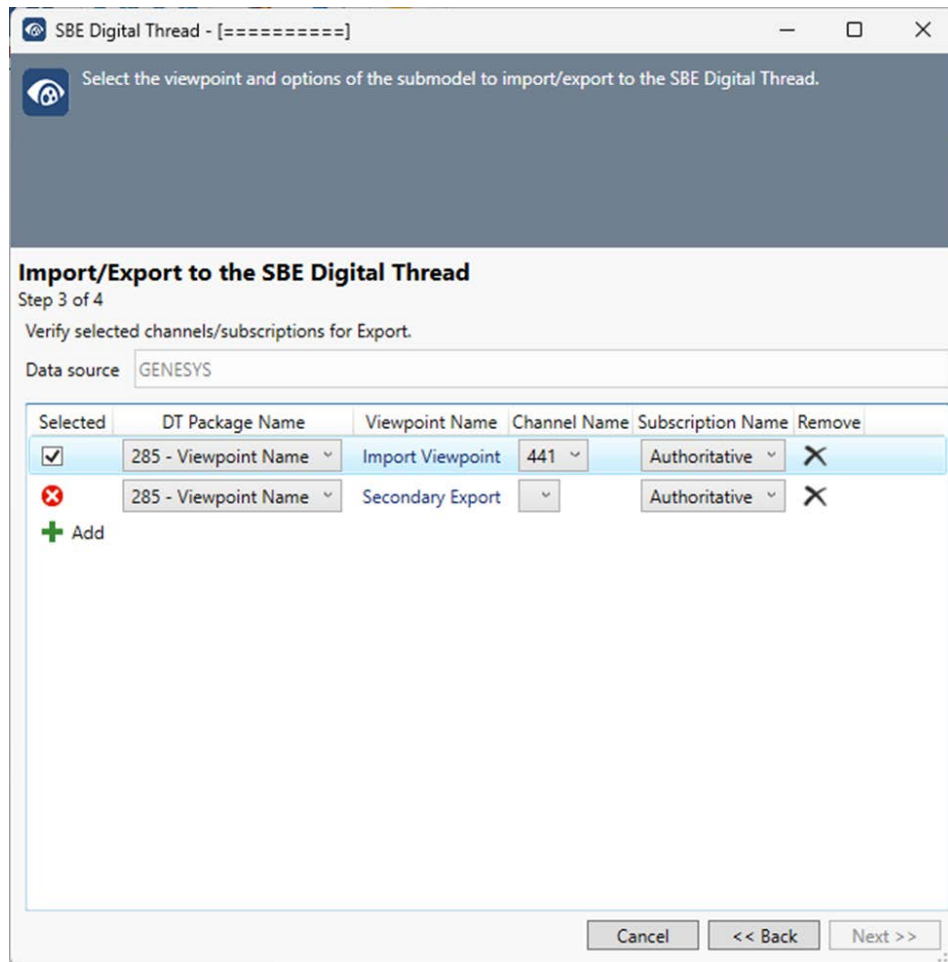 SBE Digital Thread - [==========]
Select the viewpoint and options of the submodel to import/export to the SBE Digital Thread.
Import/Export to the SBE Digital Thread
Step 3 of 4
Verify selected channels/subscriptions for Export.
Data source GENESYS
Selected DT Package Name Viewpoint Name Channel Name Subscription Name Remove
285 - Viewpoint Name Import Viewpoint 441 Authoritative
285 - Viewpoint Name Secondary Export Authoritative
Add
Cancel << Back Next >>